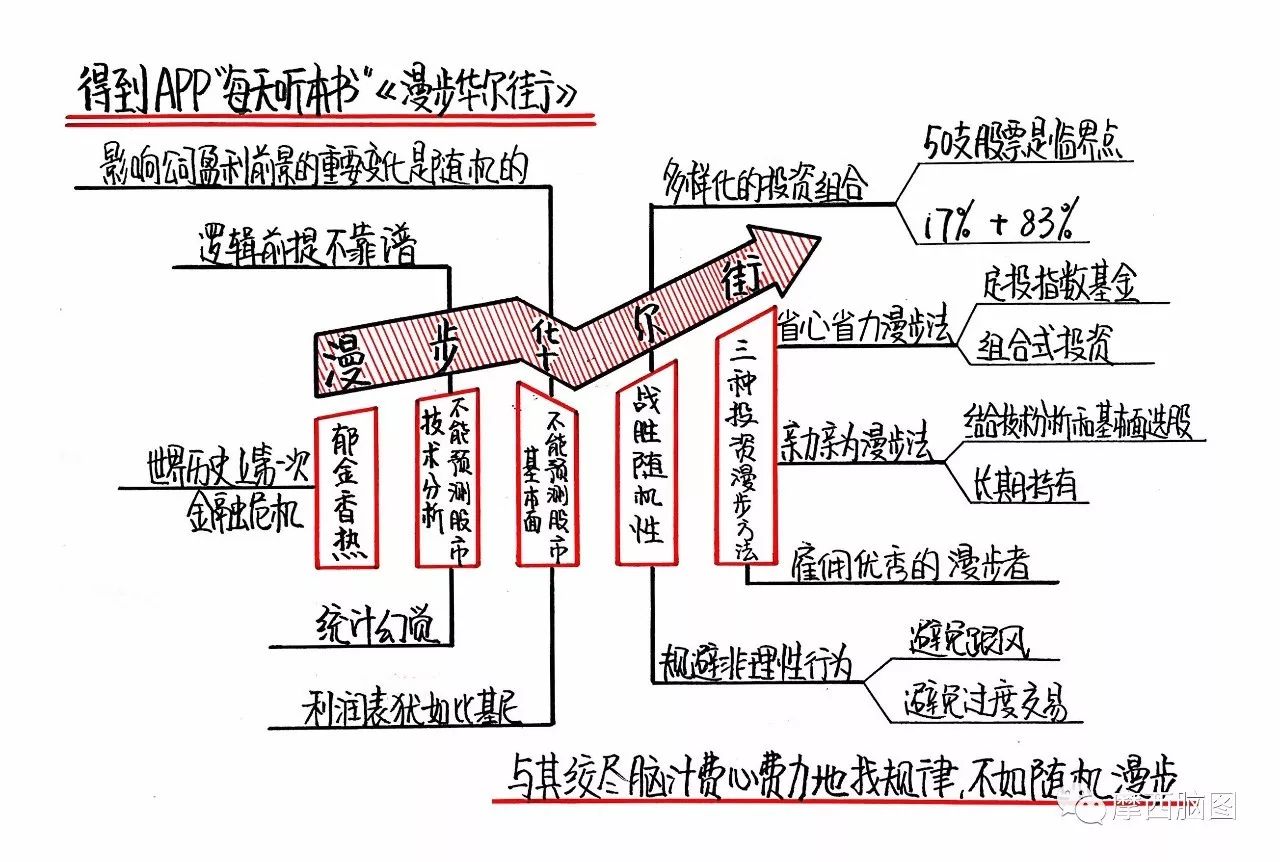 得到APP“每天听本书”《漫步华尔街》
影响公司盈利前景的重要变化是随机的
逻辑前提不靠谱
多样化的投资组合
50支股票是临界点
17% + 83%
漫步华尔街
郁金香热
世界历史上第一次
金融危机
不能预测股市
技术分析
统计幻觉
不能预测股市
基本面
利润表犹如比基尼
战胜随机性
规避非理性行为
避免跟风
避免过度交易
三种投资漫步方法
省心省力漫步法
定投指数基金
组合式投资
亲力亲为漫步法
结合技术分析和基本面选股
长期持有
雇佣优秀的漫步者
与其绞尽脑汁费心费力地找规律,不如随机漫步
摩西脑图